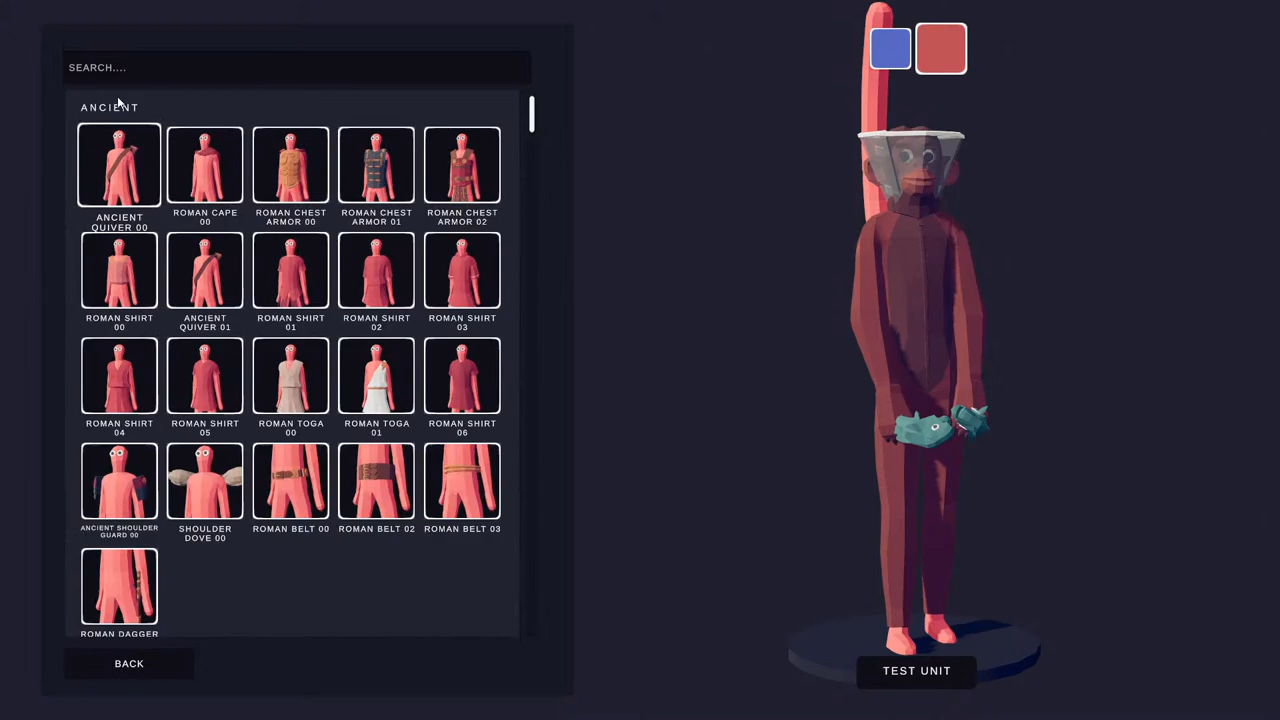 SEARCH....
ANCIENT
ANCIENT
QUIVER 00
ROMAN CAPE
00
ROMAN CHEST
ARMOR 00
ROMAN CHEST
ARMOR 01
ROMAN CHEST
ARMOR 02
ROMAN SHIRT
00
ANCIENT
QUIVER 01
ROMAN SHIRT
01
ROMAN SHIRT
02
ROMAN SHIRT
03
ROMAN SHIRT
04
ROMAN SHIRT
05
ROMAN TOGA
00
ROMAN TOGA
01
ROMAN SHIRT
06
ANCIENT SHOULDER
GUARD 00
SHOULDER
DOVE 00
ROMAN BELT 00
ROMAN BELT 02
ROMAN BELT 03
ROMAN DAGGER
BACK
TEST UNIT